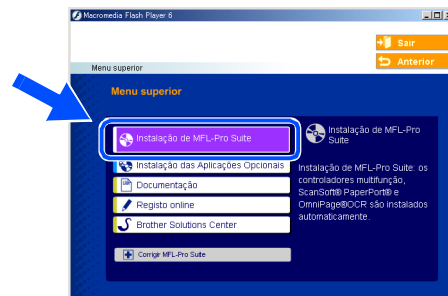 Macromedia Flash Player 6
Sair
Anterior
Menu superior
Menu superior
Instalação de MFL-Pro Suite
Instalação das Aplicações Opcionais
Documentação
Registo online
Brother Solutions Center
Corrigir MFL-Pro Suite
Instalação de MFL-Pro
Suite
Instalação de MFL-Pro Suite: os
controladores multifunção,
ScanSoft® PaperPort® e
OmniPage®OCR são instalados
automaticamente.